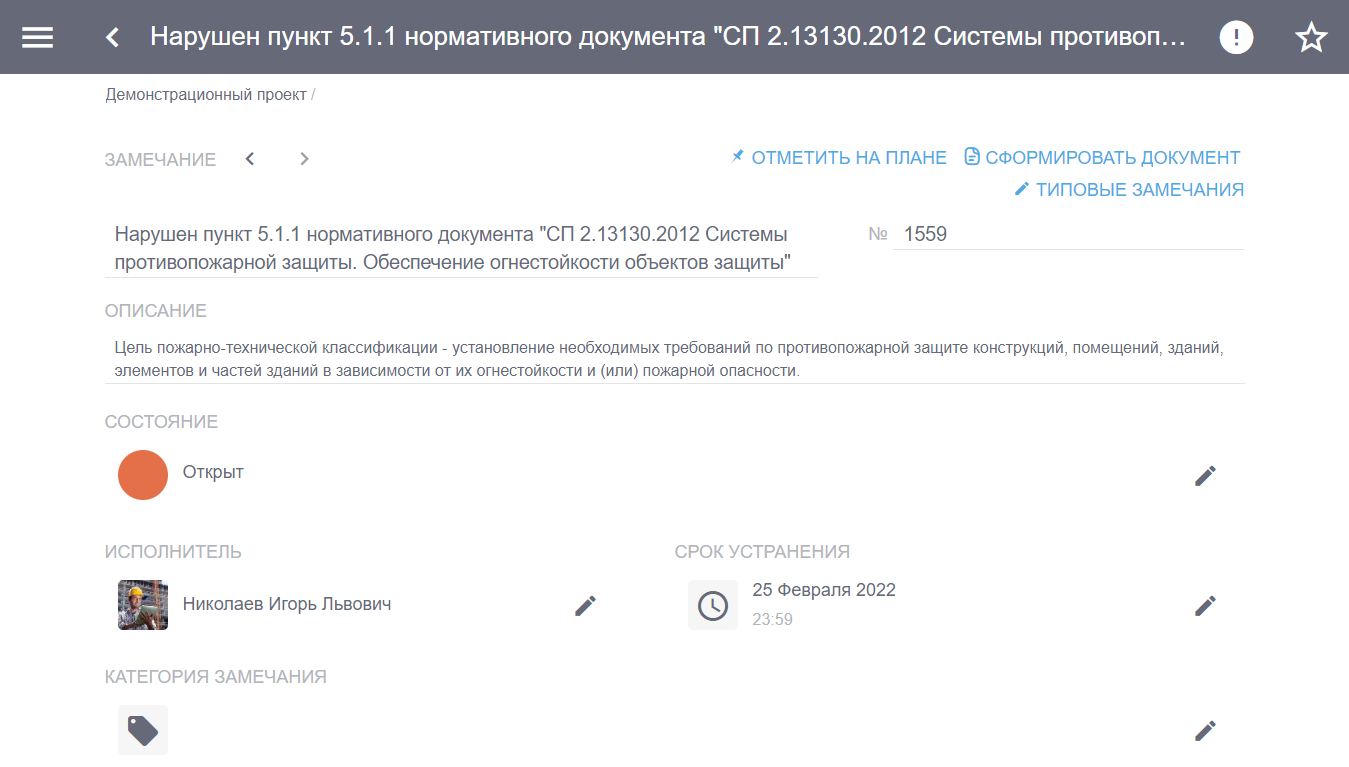 Нарушен пункт 5.1.1 нормативного документа "СП 2.13130.2012 Системы противоп...
Демонстрационный проект /
ЗАМЕЧАНИЕ
ОТМЕТИТЬ НА ПЛАНЕ СФОРМИРОВАТЬ ДОКУМЕНТ
ТИПОВЫЕ ЗАМЕЧАНИЯ
Нарушен пункт 5.1.1 нормативного документа "СП 2.13130.2012 Системы
противопожарной защиты. Обеспечение огнестойкости объектов защиты"
№ 1559
ОПИСАНИЕ
Цель пожарно-технической классификации - установление необходимых требований по противопожарной защите конструкций, помещений, зданий,
элементов и частей зданий в зависимости от их огнестойкости и (или) пожарной опасности.
СОСТОЯНИЕ
Открыт
ИСПОЛНИТЕЛЬ
Николаев Игорь Львович
СРОК УСТРАНЕНИЯ
25 Февраля 2022
23:59
КАТЕГОРИЯ ЗАМЕЧАНИЯ